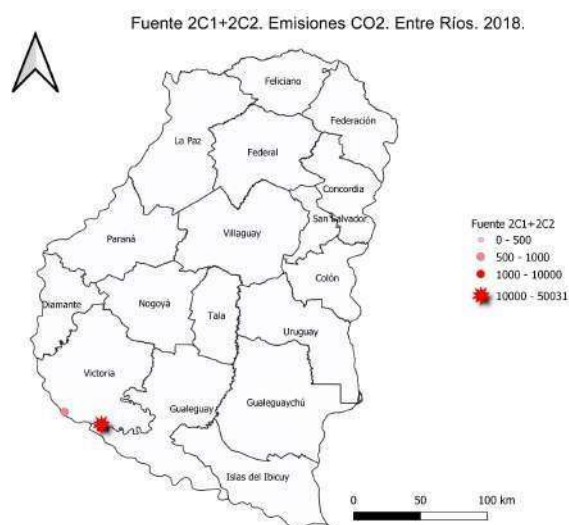 Fuente 2C1+2C2. Emisiones CO2. Entre Ríos. 2018.
Feliciano
Federación
La Paz
Federal
Concordia
San Salvador
Paraná
Villaguay
Colón
Diamante
Nogoyá
Tala
Uruguay
Victoria
Gualeguay
Gualeguaychú
Islas del Ibicuy
Fuente 2C1+2C2
0 - 500
500 - 1000
1000 - 10000
10000 - 50031
0 50 100 km